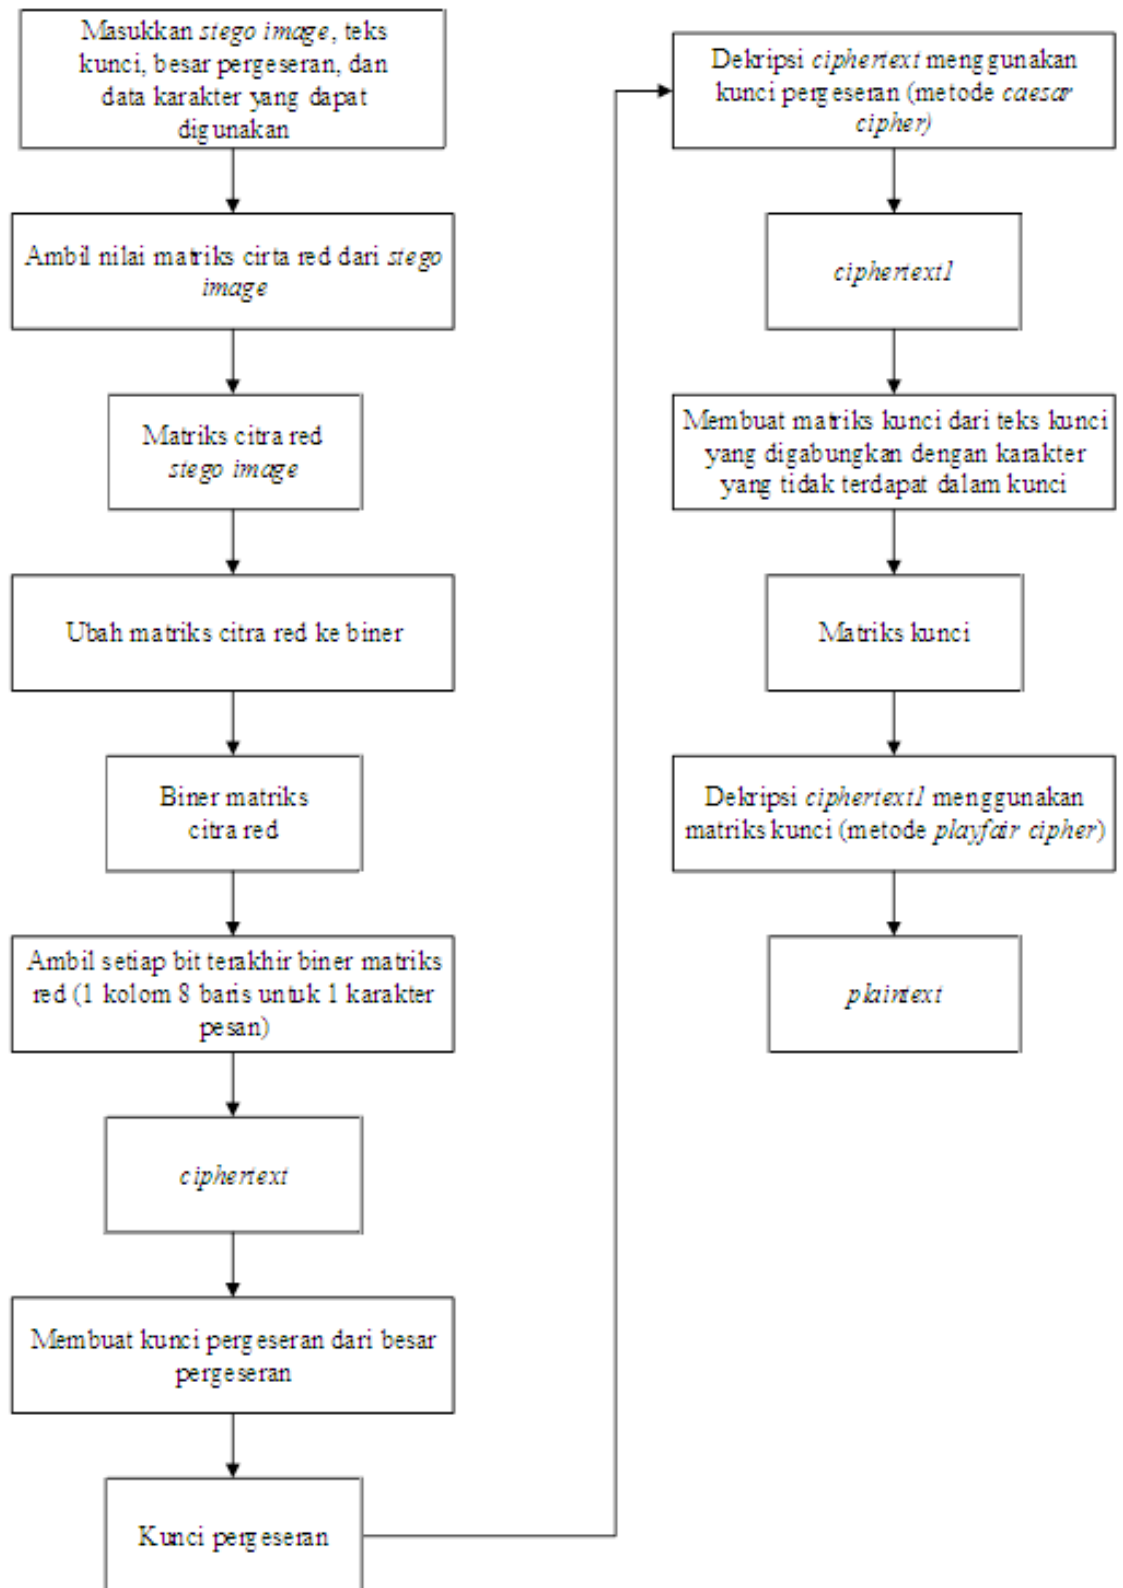 Masukkan stego image, teks
kunci, besar pergeseran, dan
data karakter yang dapat
digunakan
Ambil nilai matriks cirta red dari stego
image
Matriks citra red
stego image
Ubah matriks citra red ke biner
Biner matriks
citra red
Ambil setiap bit terakhir biner matriks
red (1 kolom 8 baris untuk 1 karakter
pesan)
ciphertext
Membuat kunci pergeseran dari besar
pergeseran
Kunci pergeseran
Dekripsi ciphertext menggunakan
kunci pergeseran (metode caesar
cipher)
ciphertext1
Membuat matriks kunci dari teks kunci
yang digabungkan dengan karakter
yang tidak terdapat dalam kunci
Matriks kunci
Dekripsi ciphertext1 menggunakan
matriks kunci (metode playfair cipher)
plaintext